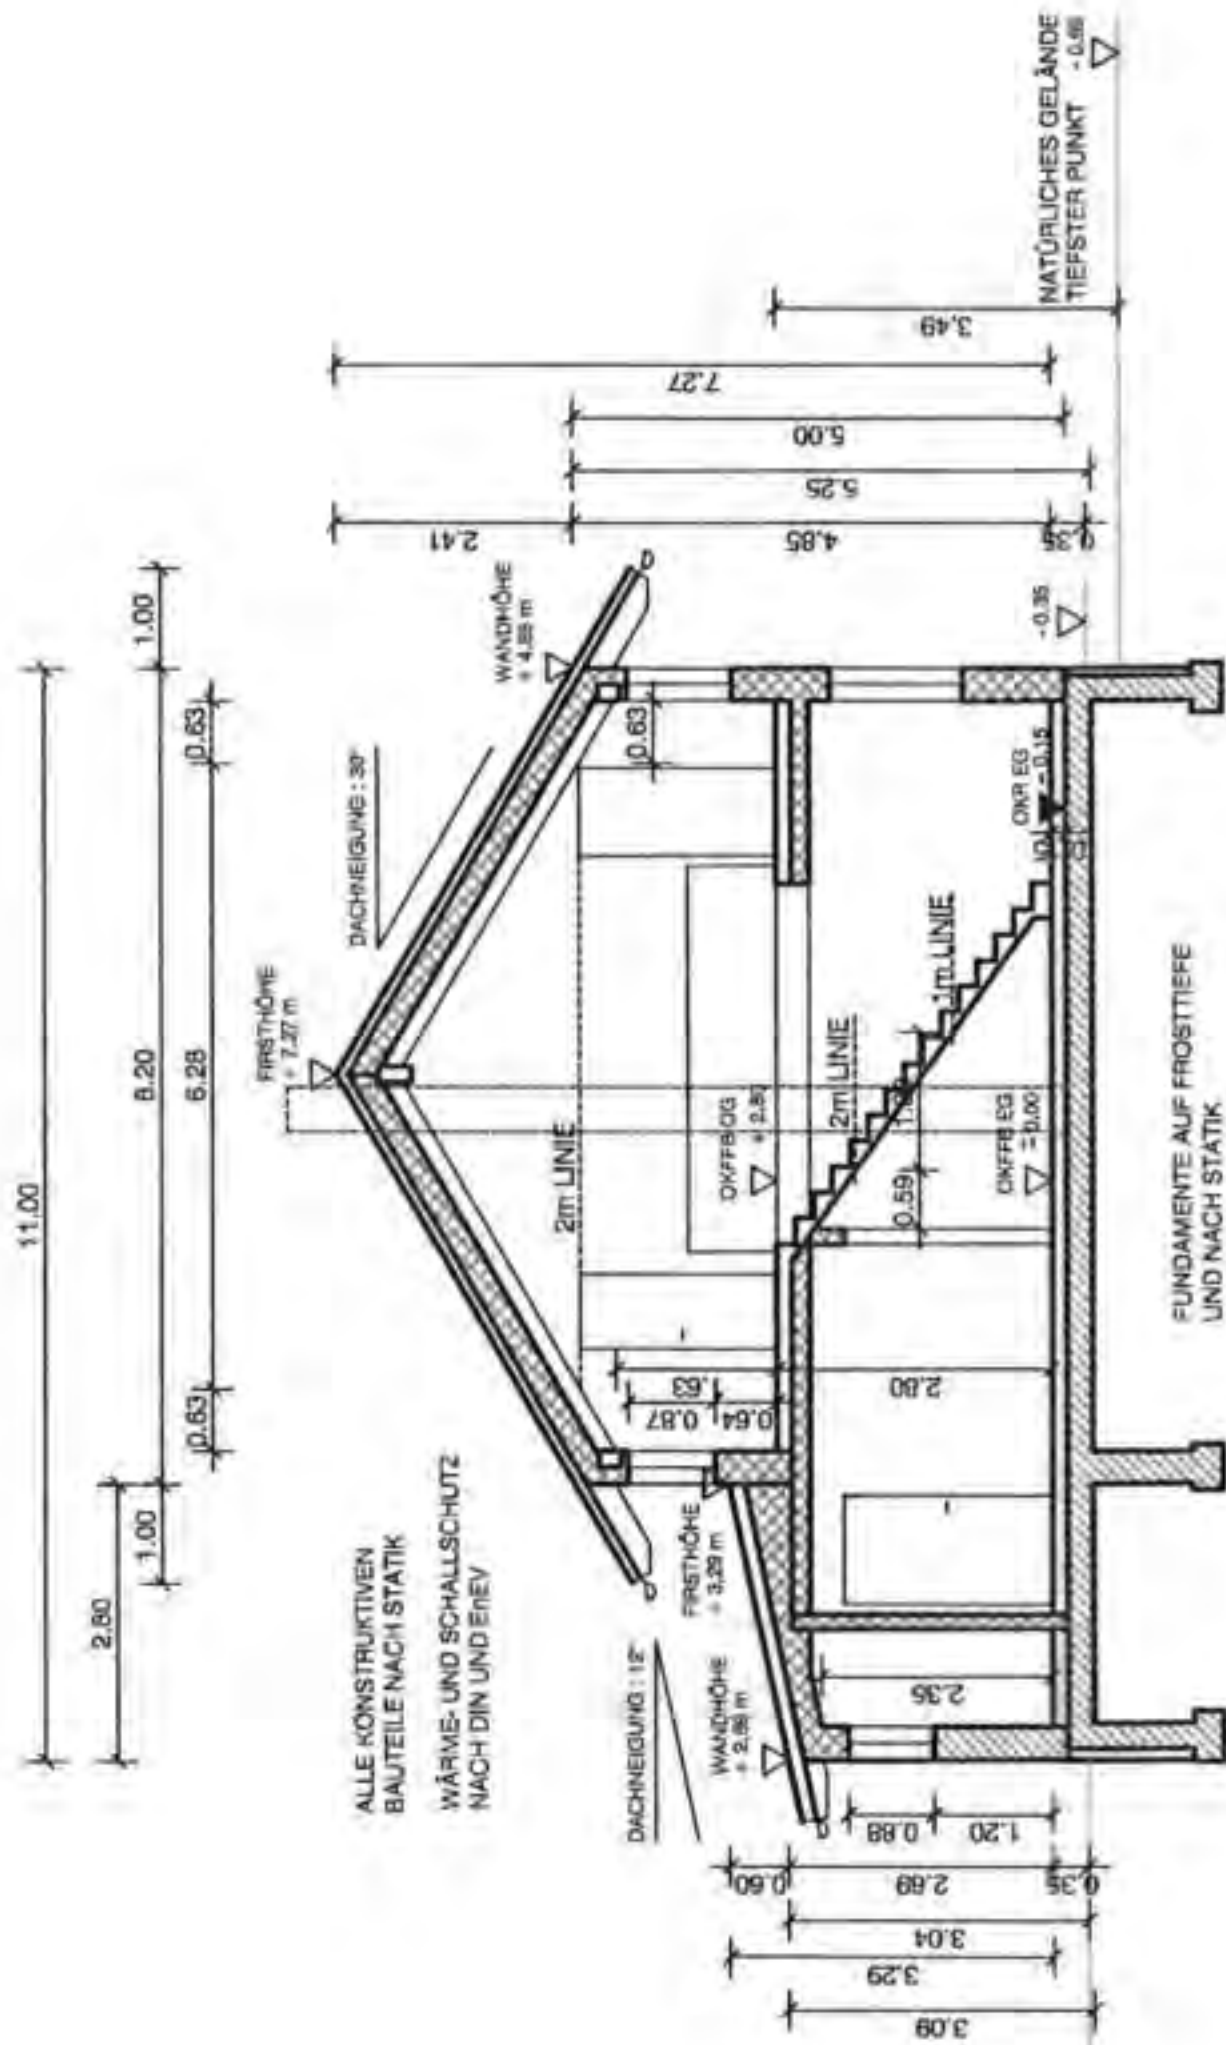 11.00
2.80
8.20
1.00
1.00
0.63
6.28
0.63
ALLE KONSTRUKTIVEN
BAUTEILE NACH STATIK
WÄRME- UND SCHALLSCHUTZ
NACH DIN UND EnEV
FIRSTHÖHE
+ 7.27 m
DACHNEIGUNG : 30°
WANDHÖHE
2.41
4.85
0.35
5.25
5.00
7.27
3,49
NATÜRLICHES GELÄNDE
TIEFSTER PUNKT
- 0.35
2m LINIE
0.63
OKFFBOG
+ 2.80
0.87
0.64
2.80
FIRSTHÖHE
+ 3,29 m
DACHNEIGUNG : 12°
WANDHÖHE
2m LINIE
1m LINIE
0.59
OKFFB EG
± 0,00
OKR EG
- 0.15
2.35
0.88
1.20
0.60
2.69
0.35
3.04
3.29
3.09
FUNDAMENTE AUF FROSTTIEFE
UND NACH STATIK